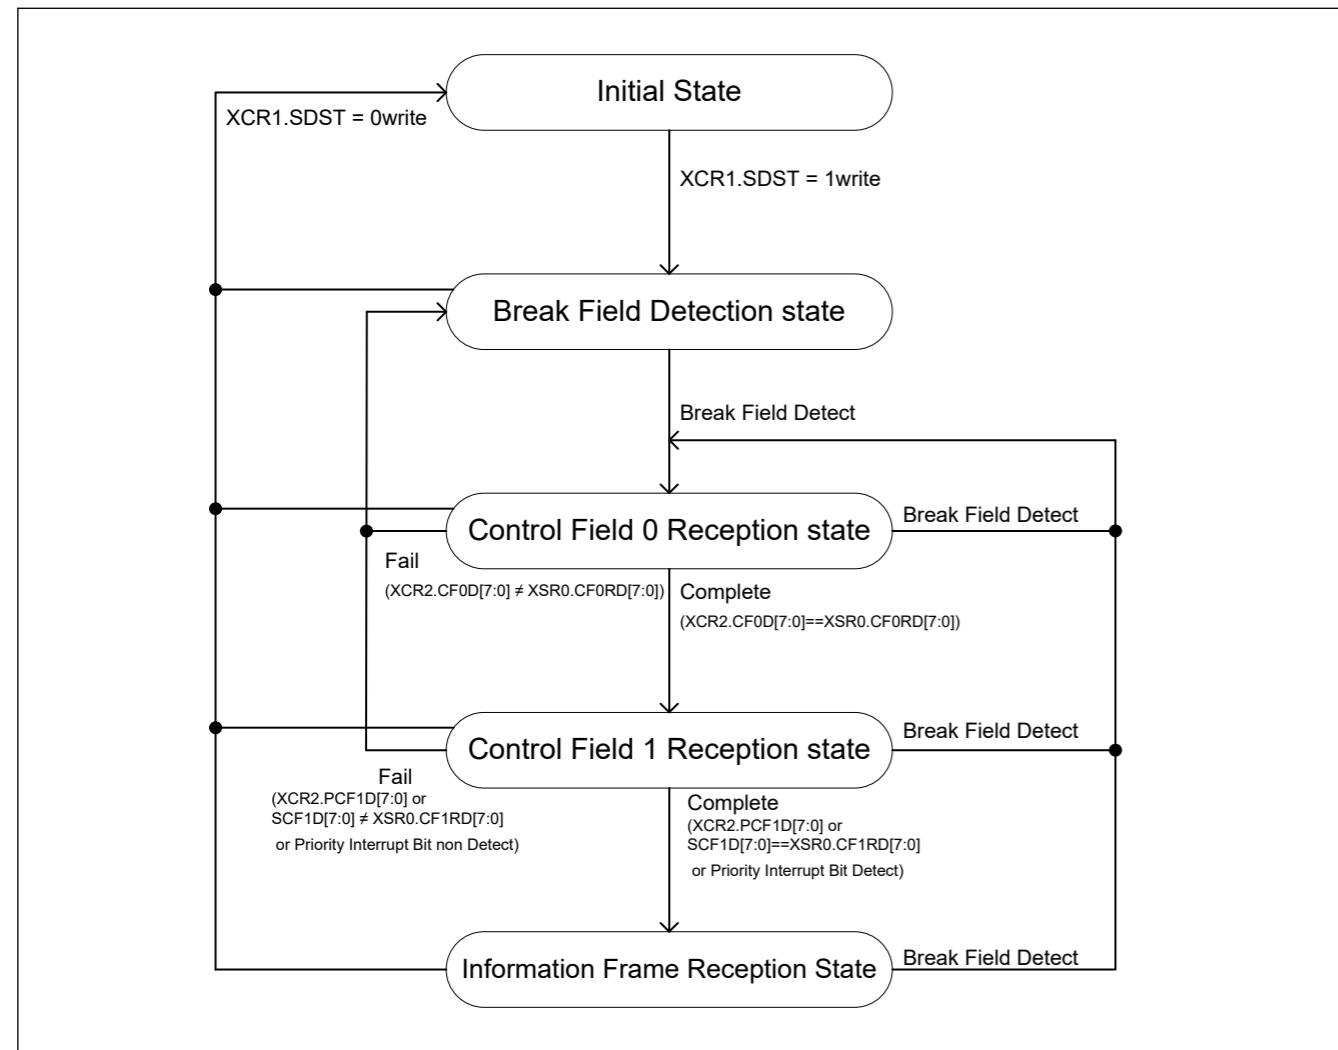 Initial State
XCR1.SDST = 0write
XCR1.SDST = 1write
Break Field Detection state
Break Field Detect
Control Field 0 Reception state
Break Field Detect
Fail
(XCR2.CF0D[7:0] ≠ XSR0.CF0RD[7:0])
Complete
(XCR2.CF0D[7:0]==XSR0.CF0RD[7:0])
Control Field 1 Reception state
Break Field Detect
Fail
(XCR2.PCF1D[7:0] or
SCF1D[7:0] ≠ XSR0.CF1RD[7:0]
or Priority Interrupt Bit non Detect)
Complete
(XCR2.PCF1D[7:0] or
SCF1D[7:0]==XSR0.CF1RD[7:0]
or Priority Interrupt Bit Detect)
Information Frame Reception State
Break Field Detect